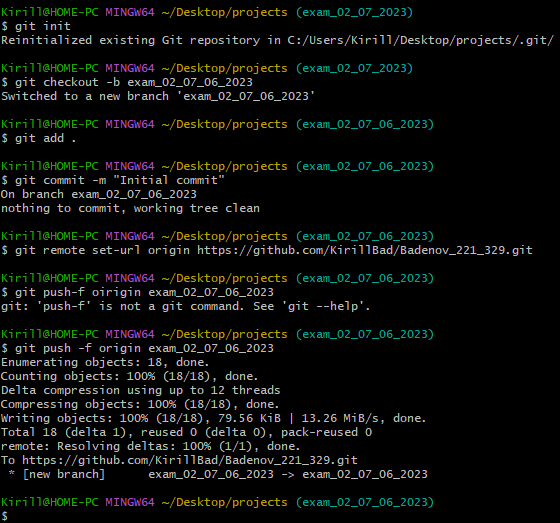 Kirill@HOME-PC MINGW64 ~/Desktop/projects (exam_02_07_2023)
$ git init
Reinitialized existing Git repository in C:/Users/Kirill/Desktop/projects/.git/
Kirill@HOME-PC MINGW64 ~/Desktop/projects (exam_02_07_2023)
$ git checkout -b exam_02_07_06_2023
Switched to a new branch 'exam_02_07_06_2023'
Kirill@HOME-PC MINGW64 ~/Desktop/projects (exam_02_07_06_2023)
$ git add .
Kirill@HOME-PC MINGW64 ~/Desktop/projects (exam_02_07_06_2023)
$ git commit -m "Initial commit"
On branch exam_02_07_06_2023
nothing to commit, working tree clean
Kirill@HOME-PC MINGW64 ~/Desktop/projects (exam_02_07_06_2023)
$ git remote set-url origin https://github.com/KirillBad/Badenov_221_329.git
Kirill@HOME-PC MINGW64 ~/Desktop/projects (exam_02_07_06_2023)
$ git push-f oirigin exam_02_07_06_2023
git: 'push-f' is not a git command. See 'git --help'.
Kirill@HOME-PC MINGW64 ~/Desktop/projects (exam_02_07_06_2023)
$ git push -f origin exam_02_07_06_2023
Enumerating objects: 18, done.
Counting objects: 100% (18/18), done.
Delta compression using up to 12 threads
Compressing objects: 100% (18/18), done.
Writing objects: 100% (18/18), 79.56 KiB | 13.26 MiB/s, done.
Total 18 (delta 1), reused 0 (delta 0), pack-reused 0
remote: Resolving deltas: 100% (1/1), done.
To https://github.com/KirillBad/Badenov_221_329.git
 * [new branch]      exam_02_07_06_2023 -> exam_02_07_06_2023
Kirill@HOME-PC MINGW64 ~/Desktop/projects (exam_02_07_06_2023)
$